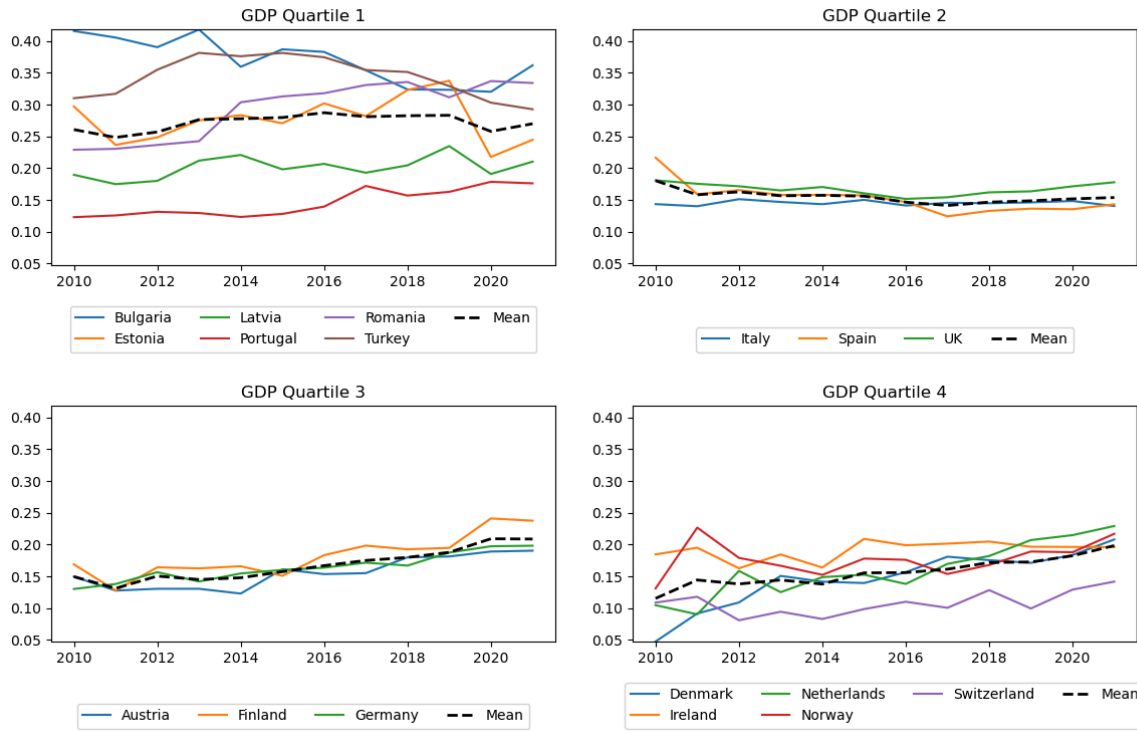 GDP Quartile 1
0.40
0.35
0.30
0.25
0.20
0.15
0.10
0.05
2010 2012 2014 2016 2018 2020
Bulgaria Latvia Romania Mean
Estonia Portugal Turkey
GDP Quartile 2
0.40
0.35
0.30
0.25
0.20
0.15
0.10
0.05
2010 2012 2014 2016 2018 2020
Italy Spain UK Mean
GDP Quartile 3
0.40
0.35
0.30
0.25
0.20
0.15
0.10
0.05
2010 2012 2014 2016 2018 2020
Austria Finland Germany Mean
GDP Quartile 4
0.40
0.35
0.30
0.25
0.20
0.15
0.10
0.05
2010 2012 2014 2016 2018 2020
Denmark Netherlands Switzerland Mean
Ireland Norway